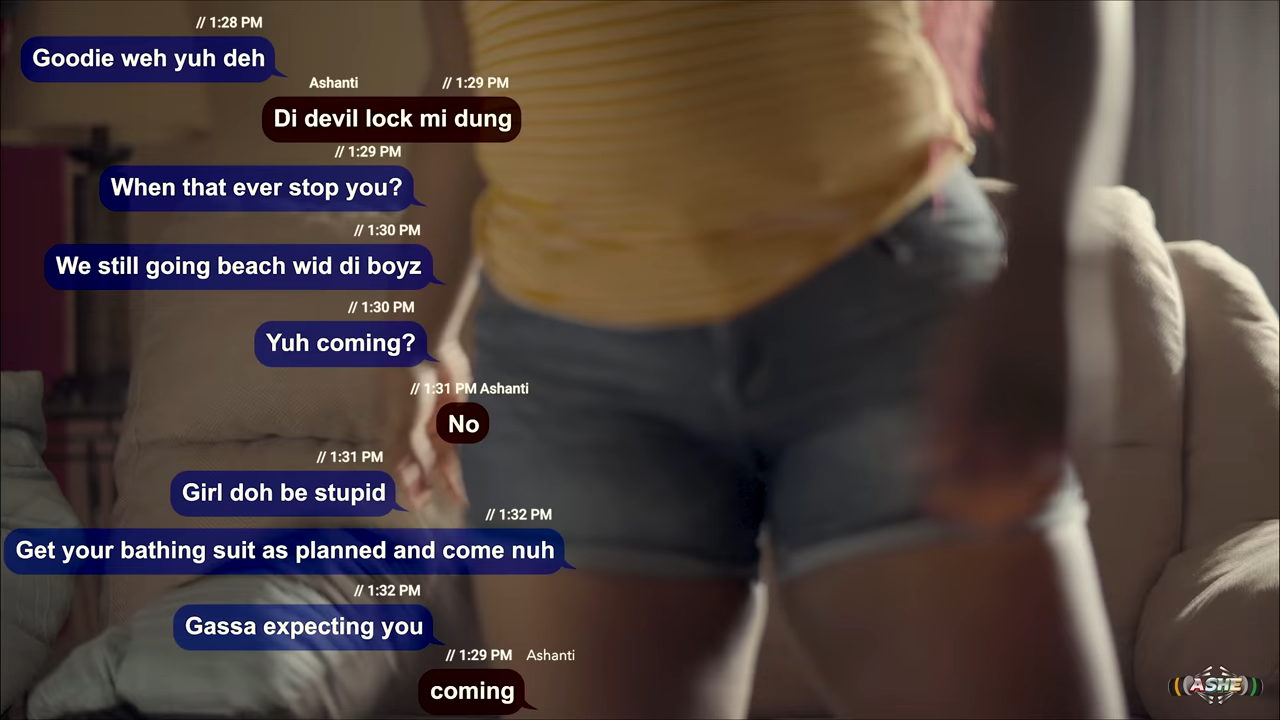 // 1:28 PM
Goodie weh yuh deh
Ashanti // 1:29 PM
Di devil lock mi dung
// 1:29 PM
When that ever stop you?
// 1:30 PM
We still going beach wid di boyz
// 1:30 PM
Yuh coming?
// 1:31 PM Ashanti
No
// 1:31 PM
Girl doh be stupid
// 1:32 PM
Get your bathing suit as planned and come nuh
// 1:32 PM
Gassa expecting you
// 1:29 PM Ashanti
coming
ASHE